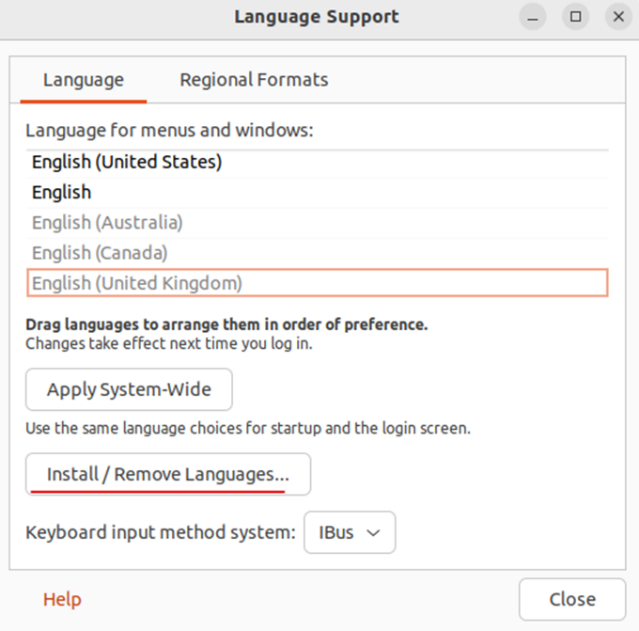 Language Support
Language
Regional Formats
Language for menus and windows:
English (United States)
English
English (Australia)
English (Canada)
English (United Kingdom)
Drag languages to arrange them in order of preference.
Changes take effect next time you log in.
Apply System-Wide
Use the same language choices for startup and the login screen.
Install / Remove Languages...
Keyboard input method system: IBus
Help
Close